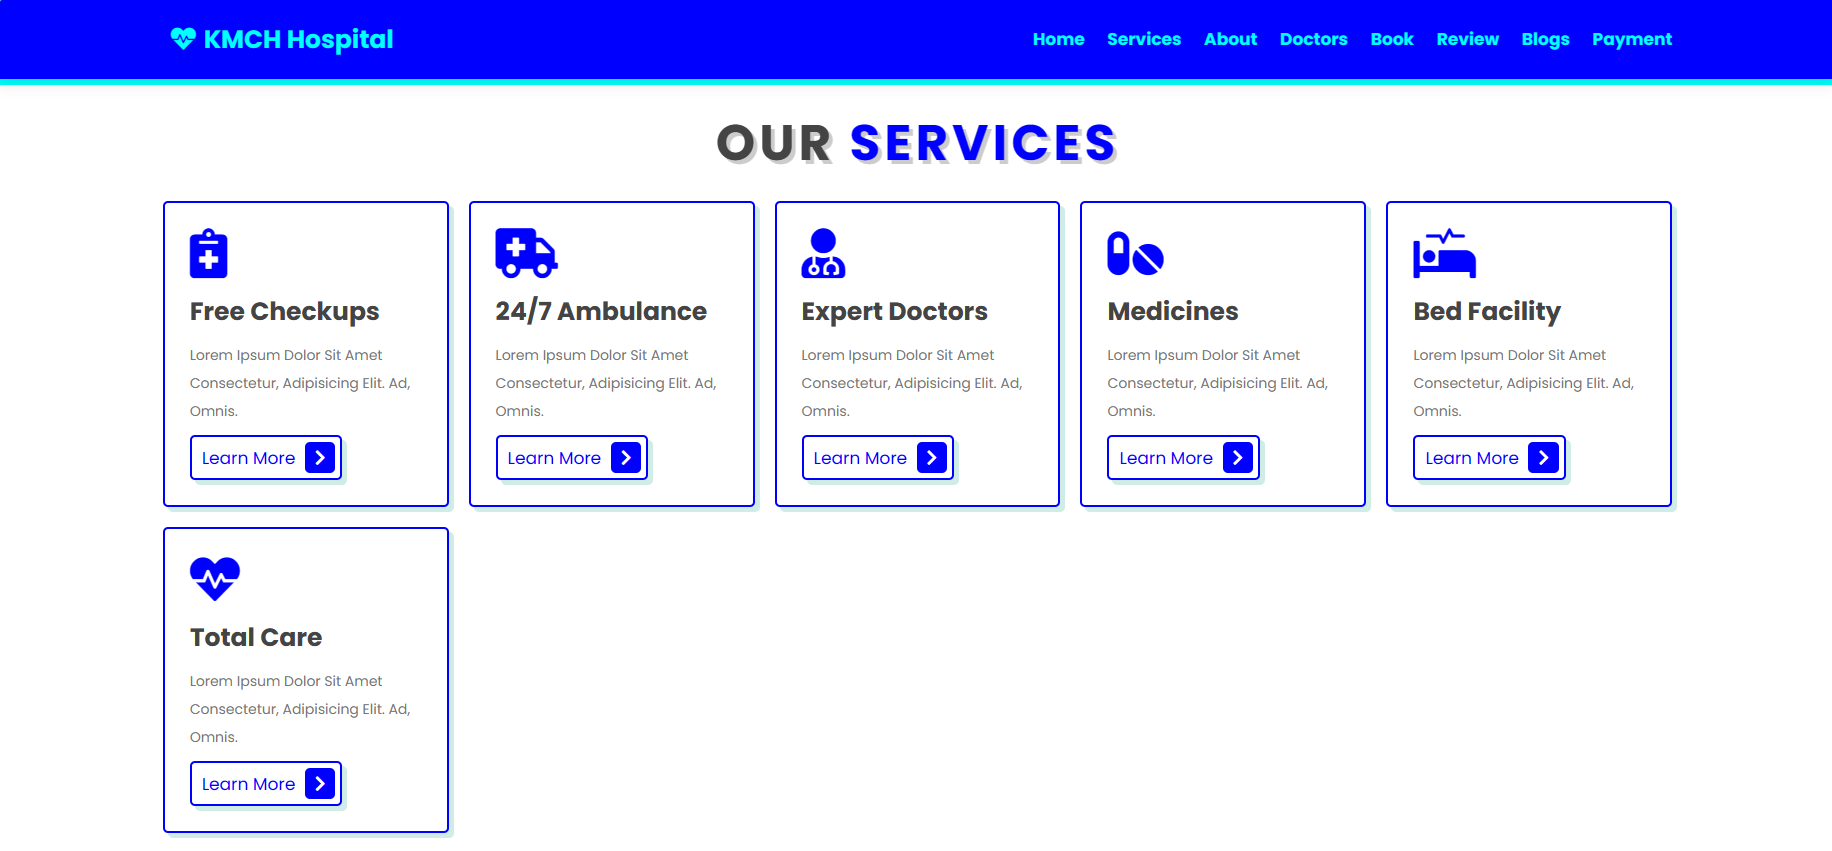 KMCH Hospital
Home Services About Doctors Book Review Blogs Payment
OUR SERVICES
Free Checkups
Lorem Ipsum Dolor Sit Amet
Consectetur, Adipisicing Elit. Ad,
Omnis.
Learn More
24/7 Ambulance
Lorem Ipsum Dolor Sit Amet
Consectetur, Adipisicing Elit. Ad,
Omnis.
Learn More
Expert Doctors
Lorem Ipsum Dolor Sit Amet
Consectetur, Adipisicing Elit. Ad,
Omnis.
Learn More
Medicines
Lorem Ipsum Dolor Sit Amet
Consectetur, Adipisicing Elit. Ad,
Omnis.
Learn More
Bed Facility
Lorem Ipsum Dolor Sit Amet
Consectetur, Adipisicing Elit. Ad,
Omnis.
Learn More
Total Care
Lorem Ipsum Dolor Sit Amet
Consectetur, Adipisicing Elit. Ad,
Omnis.
Learn More